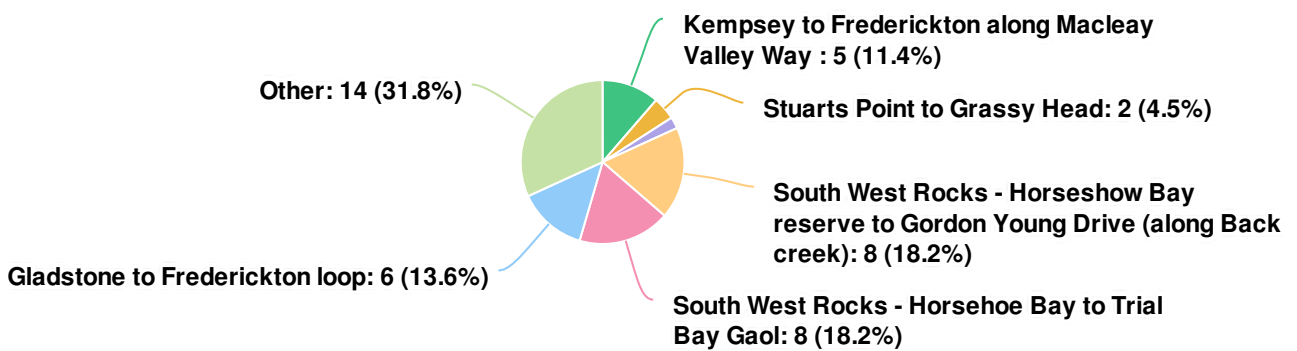 Kempsey to Frederickton along Macleay
Valley Way : 5 (11.4%)
Other: 14 (31.8%)
Stuarts Point to Grassy Head: 2 (4.5%)
South West Rocks - Horseshow Bay
reserve to Gordon Young Drive (along Back
creek): 8 (18.2%)
Gladstone to Frederickton loop: 6 (13.6%)
South West Rocks - Horsehoe Bay to Trial
Bay Gaol: 8 (18.2%)